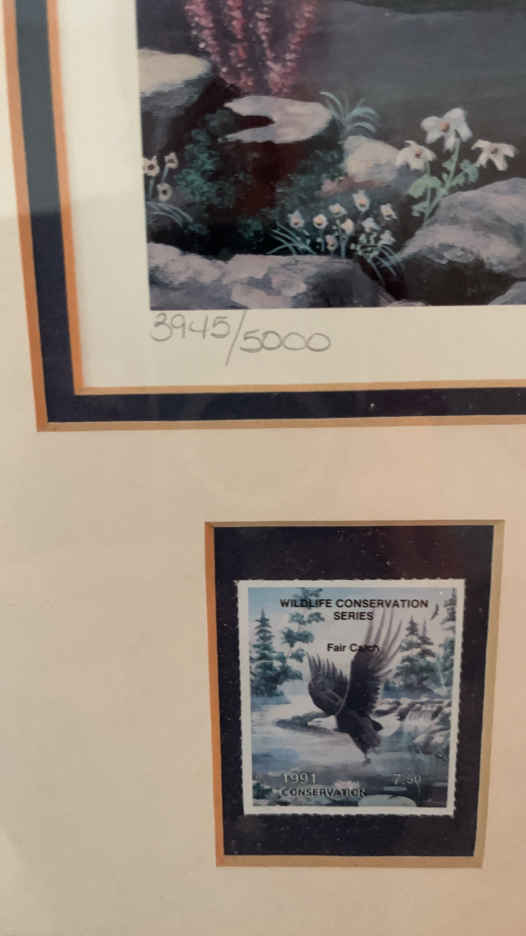 3945/5000
WILDLIFE CONSERVATION
SERIES
Fair Catch
1991 7.50
CONSERVATION